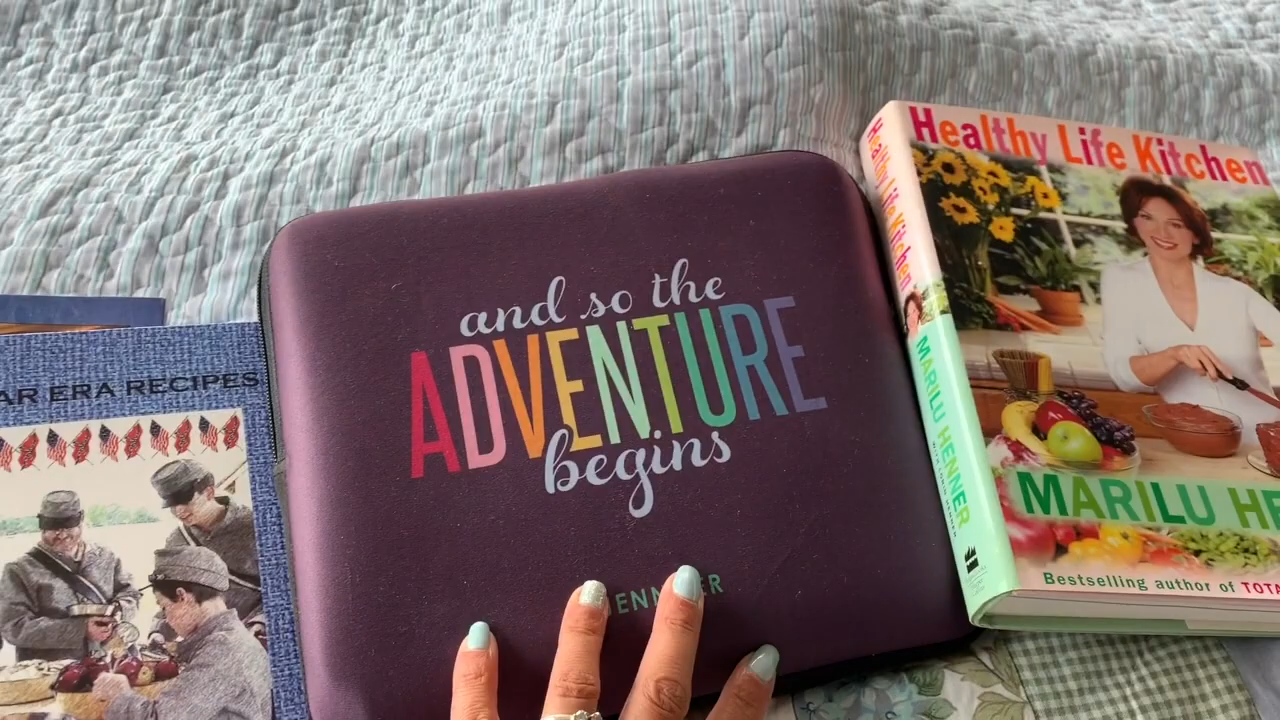 AR ERA RECIPES
and so the
ADVENTURE
begins
Healthy Life Kitchen
MARILU HENNER
Healthy Life Kitchen
MARILU HE
Bestselling author of TOTA